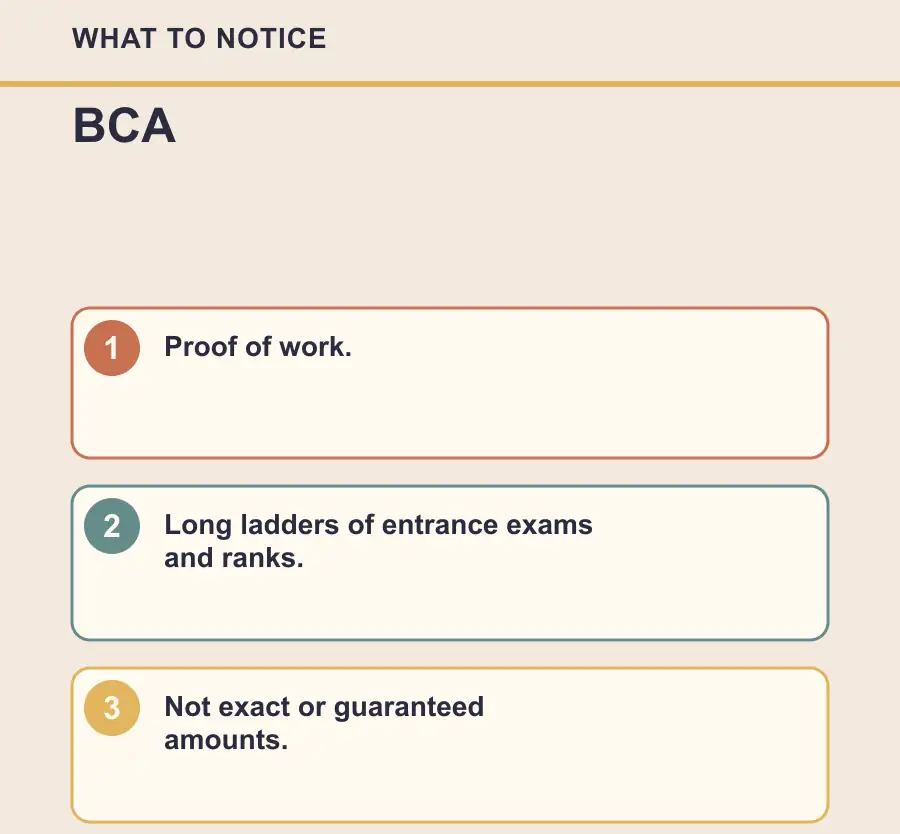 WHAT TO NOTICE
BCA
1
Proof of work.
2
Long ladders of entrance exams
and ranks.
3
Not exact or guaranteed
amounts.